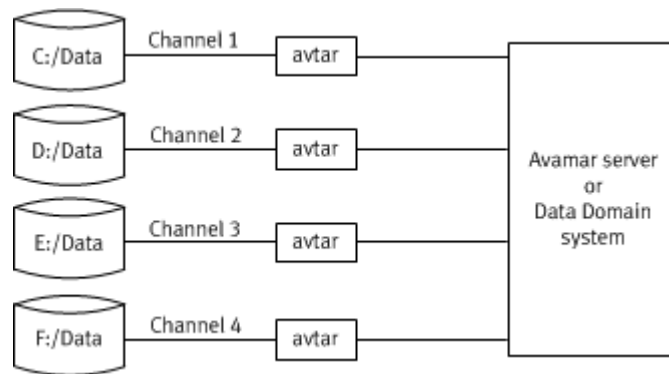 C:/Data
Channel 1
avtar
D:/Data
Channel 2
avtar
E:/Data
Channel 3
avtar
F:/Data
Channel 4
avtar
Avamar server
or
Data Domain
system